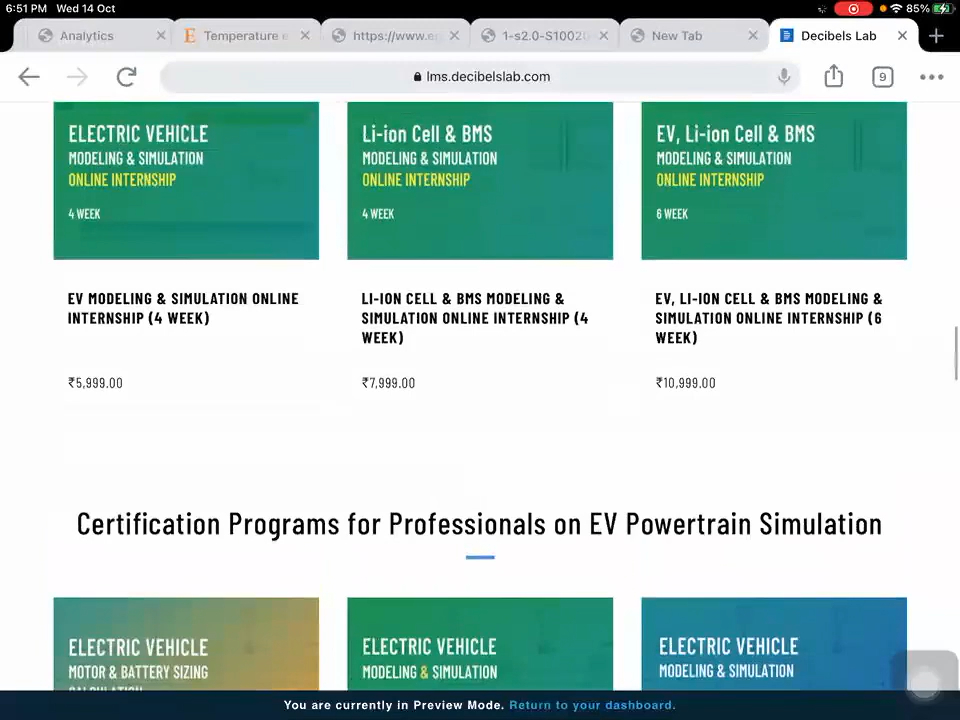 6:51 PM Wed 14 Oct
85%
Analytics
Temperature
https://www.e
1-s2.0-S1002
New Tab
Decibels Lab
lms.decibelslab.com
9
ELECTRIC VEHICLE
MODELING & SIMULATION
ONLINE INTERNSHIP
4 WEEK
Li-ion Cell & BMS
MODELING & SIMULATION
ONLINE INTERNSHIP
4 WEEK
EV, Li-ion Cell & BMS
MODELING & SIMULATION
ONLINE INTERNSHIP
6 WEEK
EV MODELING & SIMULATION ONLINE
INTERNSHIP (4 WEEK)
₹5,999.00
LI-ION CELL & BMS MODELING &
SIMULATION ONLINE INTERNSHIP (4
WEEK)
₹7,999.00
EV, LI-ION CELL & BMS MODELING &
SIMULATION ONLINE INTERNSHIP (6
WEEK)
₹10,999.00
Certification Programs for Professionals on EV Powertrain Simulation
ELECTRIC VEHICLE
MOTOR & BATTERY SIZING
CALCULATION
ELECTRIC VEHICLE
MODELING & SIMULATION
ELECTRIC VEHICLE
MODELING & SIMULATION
You are currently in Preview Mode. Return to your dashboard.